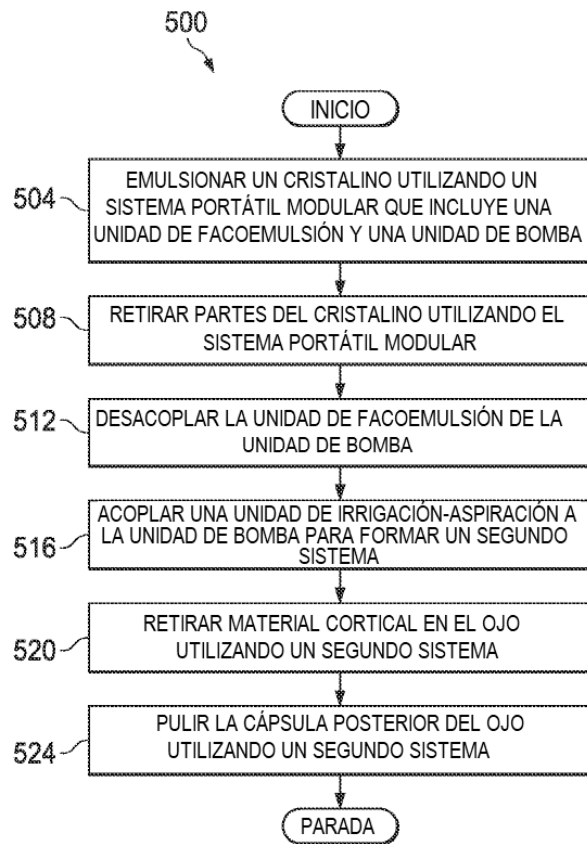 500
INICIO
504
EMULSIONAR UN CRISTALINO UTILIZANDO UN
SISTEMA PORTÁTIL MODULAR QUE INCLUYE UNA
UNIDAD DE FACOEMULSIÓN Y UNA UNIDAD DE BOMBA
508
RETIRAR PARTES DEL CRISTALINO UTILIZANDO EL
SISTEMA PORTÁTIL MODULAR
512
DESACOPLAR LA UNIDAD DE FACOEMULSIÓN DE LA
UNIDAD DE BOMBA
516
ACOPLAR UNA UNIDAD DE IRRIGACIÓN-ASPIRACIÓN A
LA UNIDAD DE BOMBA PARA FORMAR UN SEGUNDO
SISTEMA
520
RETIRAR MATERIAL CORTICAL EN EL OJO
UTILIZANDO UN SEGUNDO SISTEMA
524
PULIR LA CÁPSULA POSTERIOR DEL OJO
UTILIZANDO UN SEGUNDO SISTEMA
PARADA